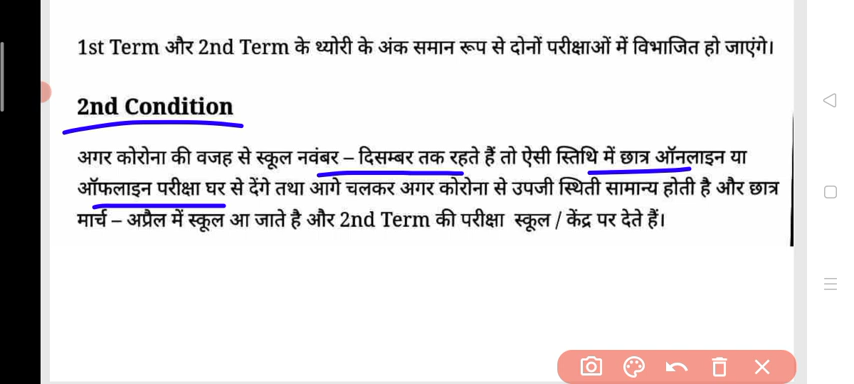 1st Term और 2nd Term के थ्योरी के अंक समान रूप से दोनों परीक्षाओं में विभाजित हो जाएंगे।
2nd Condition
अगर कोरोना की वजह से स्कूल नवंबर – दिसम्बर तक रहते हैं तो ऐसी स्तिथि में छात्र ऑनलाइन या
ऑफलाइन परीक्षा घर से देंगे तथा आगे चलकर अगर कोरोना से उपजी स्थिती सामान्य होती है और छात्र
मार्च – अप्रैल में स्कूल आ जाते है और 2nd Term की परीक्षा स्कूल / केंद्र पर देते हैं।